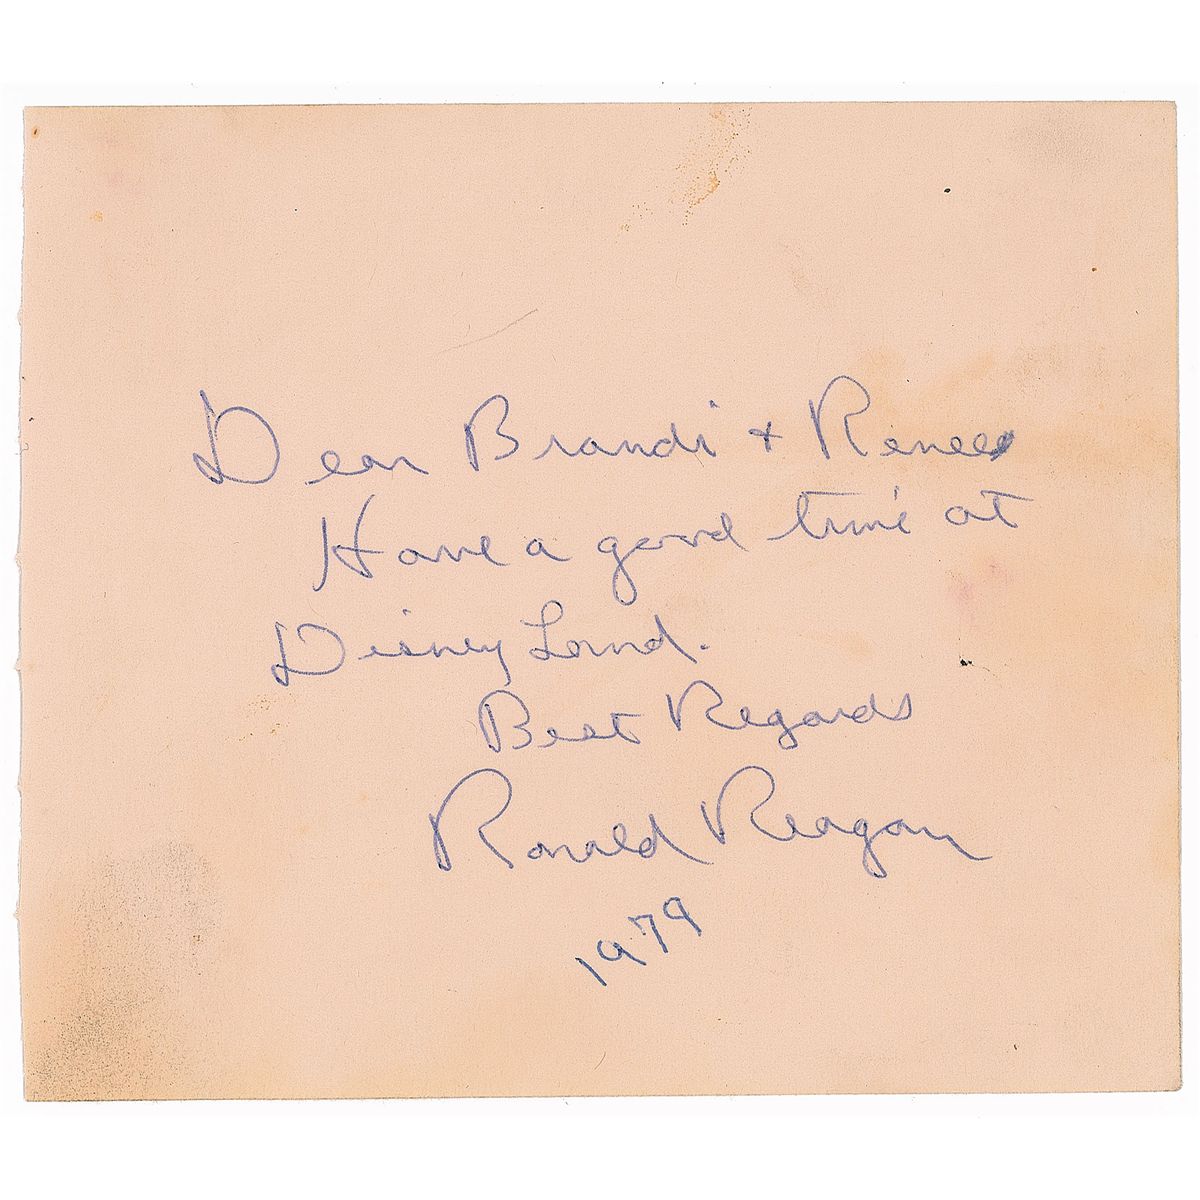 Dear Brandi + Renee
Have a good time at
Disney Land.
Best Regards
Ronald Reagan
1979